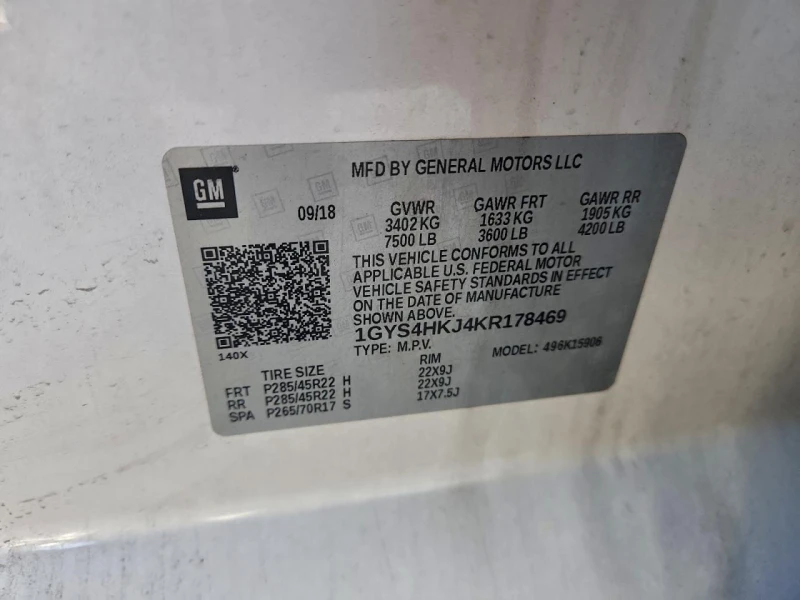 GM
MFD BY GENERAL MOTORS LLC
09/18
GVWR GAWR FRT GAWR RR
3402 KG 1633 KG 1905 KG
7500 LB 3600 LB 4200 LB
THIS VEHICLE CONFORMS TO ALL
APPLICABLE U.S. FEDERAL MOTOR
VEHICLE SAFETY STANDARDS IN EFFECT
ON THE DATE OF MANUFACTURE
SHOWN ABOVE.
1GYS4HKJ4KR178469
140X
TYPE: M.P.V. MODEL: 496K15906
TIRE SIZE RIM
FRT P285/45R22 H 22X9J
RR P285/45R22 H 22X9J
SPA P265/70R17 S 17X7.5J